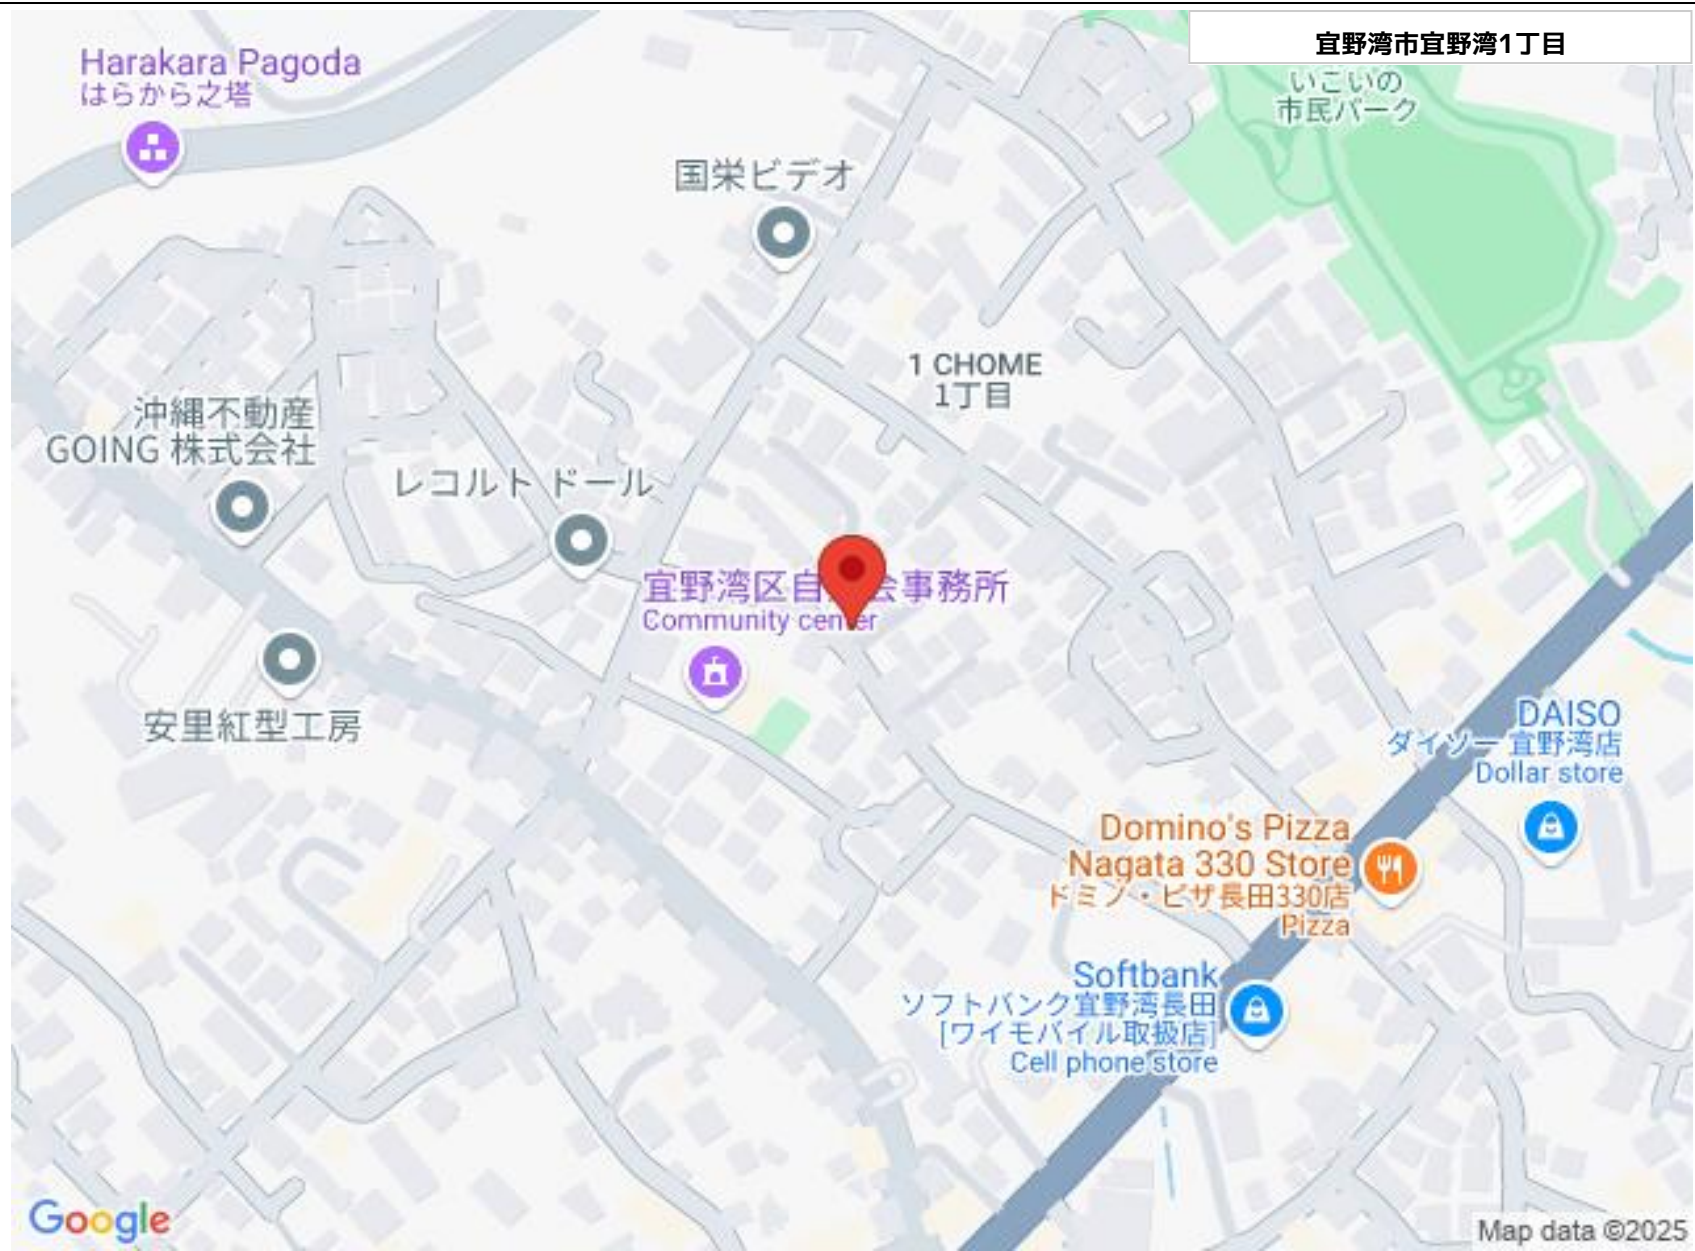 宜野湾市宜野湾1丁目
Harakara Pagoda
はらから之塔
いこいの
市民パーク
国栄ビデオ
1 CHOME
1丁目
沖縄不動産
GOING 株式会社
レコルト ドール
宜野湾区自 会事務所
Community center
安里紅型工房
DAISO
ダイソー 宜野湾店
Dollar store
Domino's Pizza
Nagata 330 Store
ドミノ・ピザ長田330店
Pizza
Softbank
ソフトバンク宜野湾長田
[ワイモバイル取扱店]
Cell phone store
Google
Map data ©2025